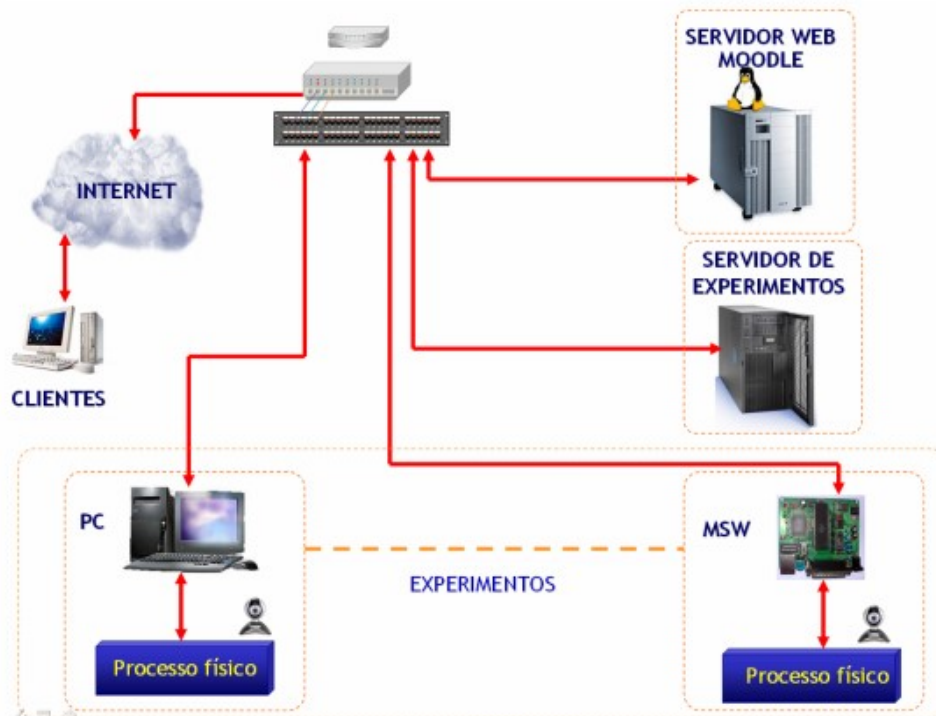 SERVIDOR WEB
MOODLE
INTERNET
SERVIDOR DE
EXPERIMENTOS
CLIENTES
PC
MSW
EXPERIMENTOS
Processo físico
Processo físico